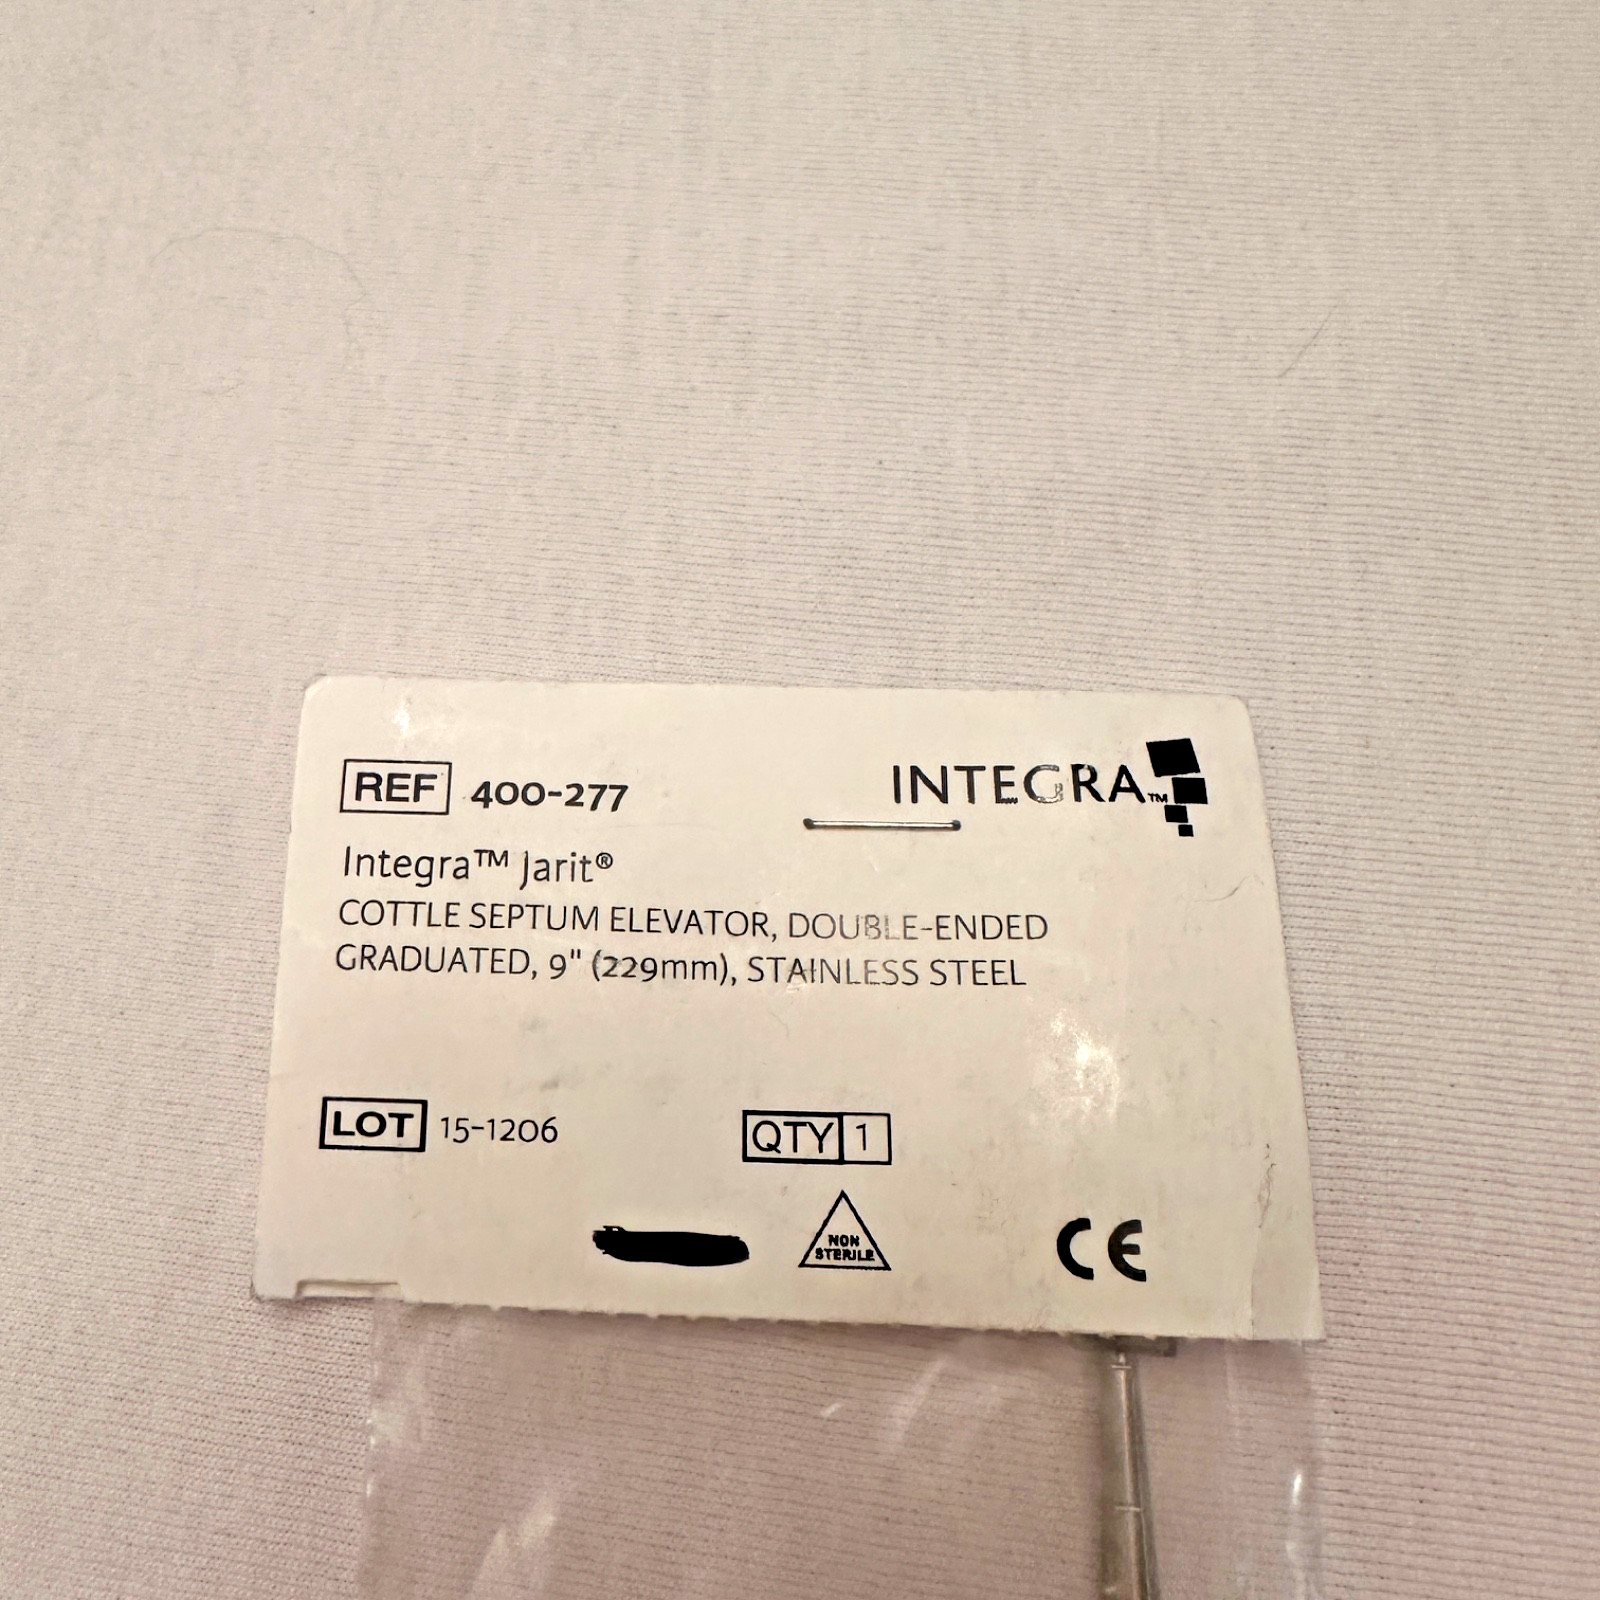 REF 400-277
INTEGRA™
Integra™ Jarit®
COTTLE SEPTUM ELEVATOR, DOUBLE-ENDED
GRADUATED, 9" (229mm), STAINLESS STEEL
LOT 15-1206
QTY 1
NON
STERILE
CE